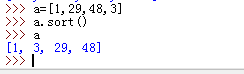 >>> a=[1,29,48,3]
>>> a.sort()
>>> a
[1, 3, 29, 48]
>>>